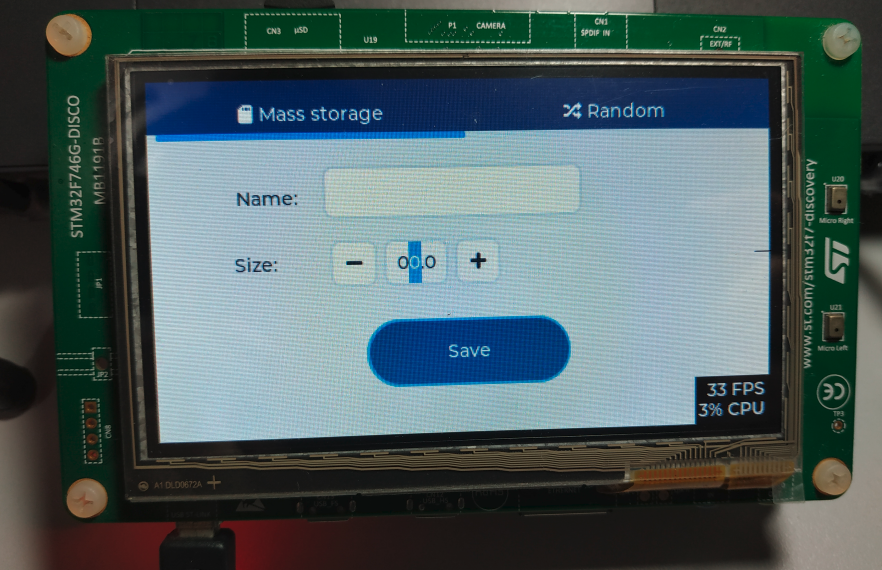 CN3 µSD
U19
P1 CAMERA
CN1
SPDIF IN
CN2
EXT/RF
STM32F746G-DISCO
MB1191B
Mass storage
Random
Name:
Size:
00.0
Save
33 FPS
3% CPU
U20
Micro Right
www.st.com/stm32f7-discovery
U21
Micro Left
TP3
JP1
JP2
CN8
A1 DLD0672A